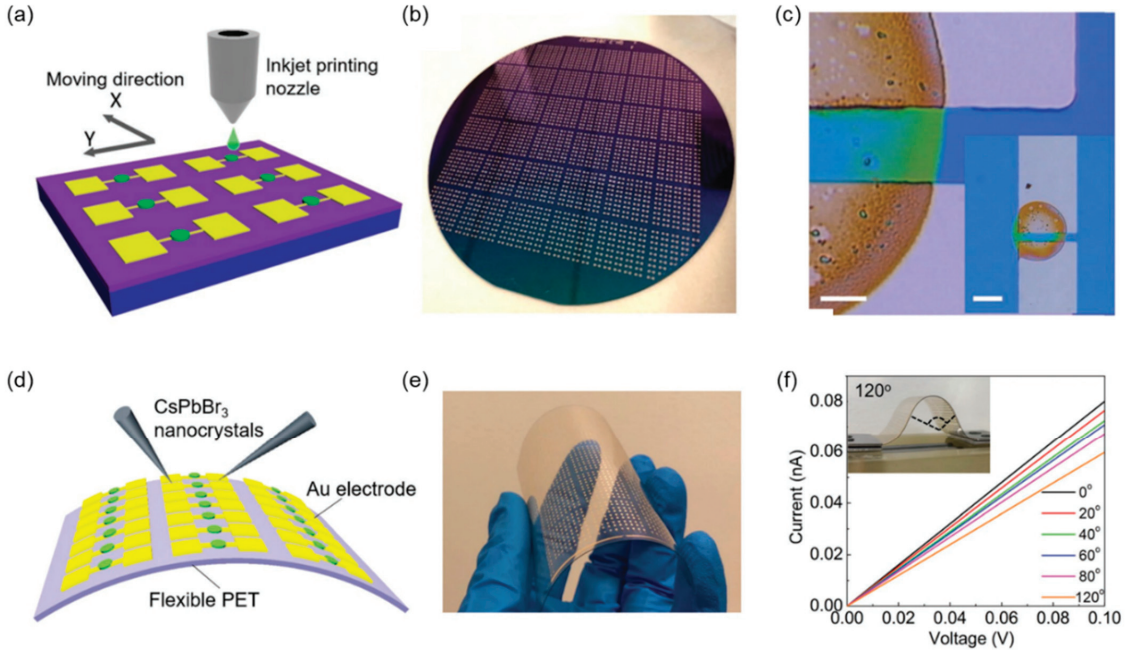 (a)
Moving direction
X
Y
Inkjet printing
nozzle
(b)
(c)
(d)
CsPbBr3
nanocrystals
Au electrode
Flexible PET
(e)
(f)
120°
0.08
0.06
0.04
0.02
0.00
Current (nA)
0°
20°
40°
60°
80°
120°
0.00 0.02 0.04 0.06 0.08 0.10
Voltage (V)